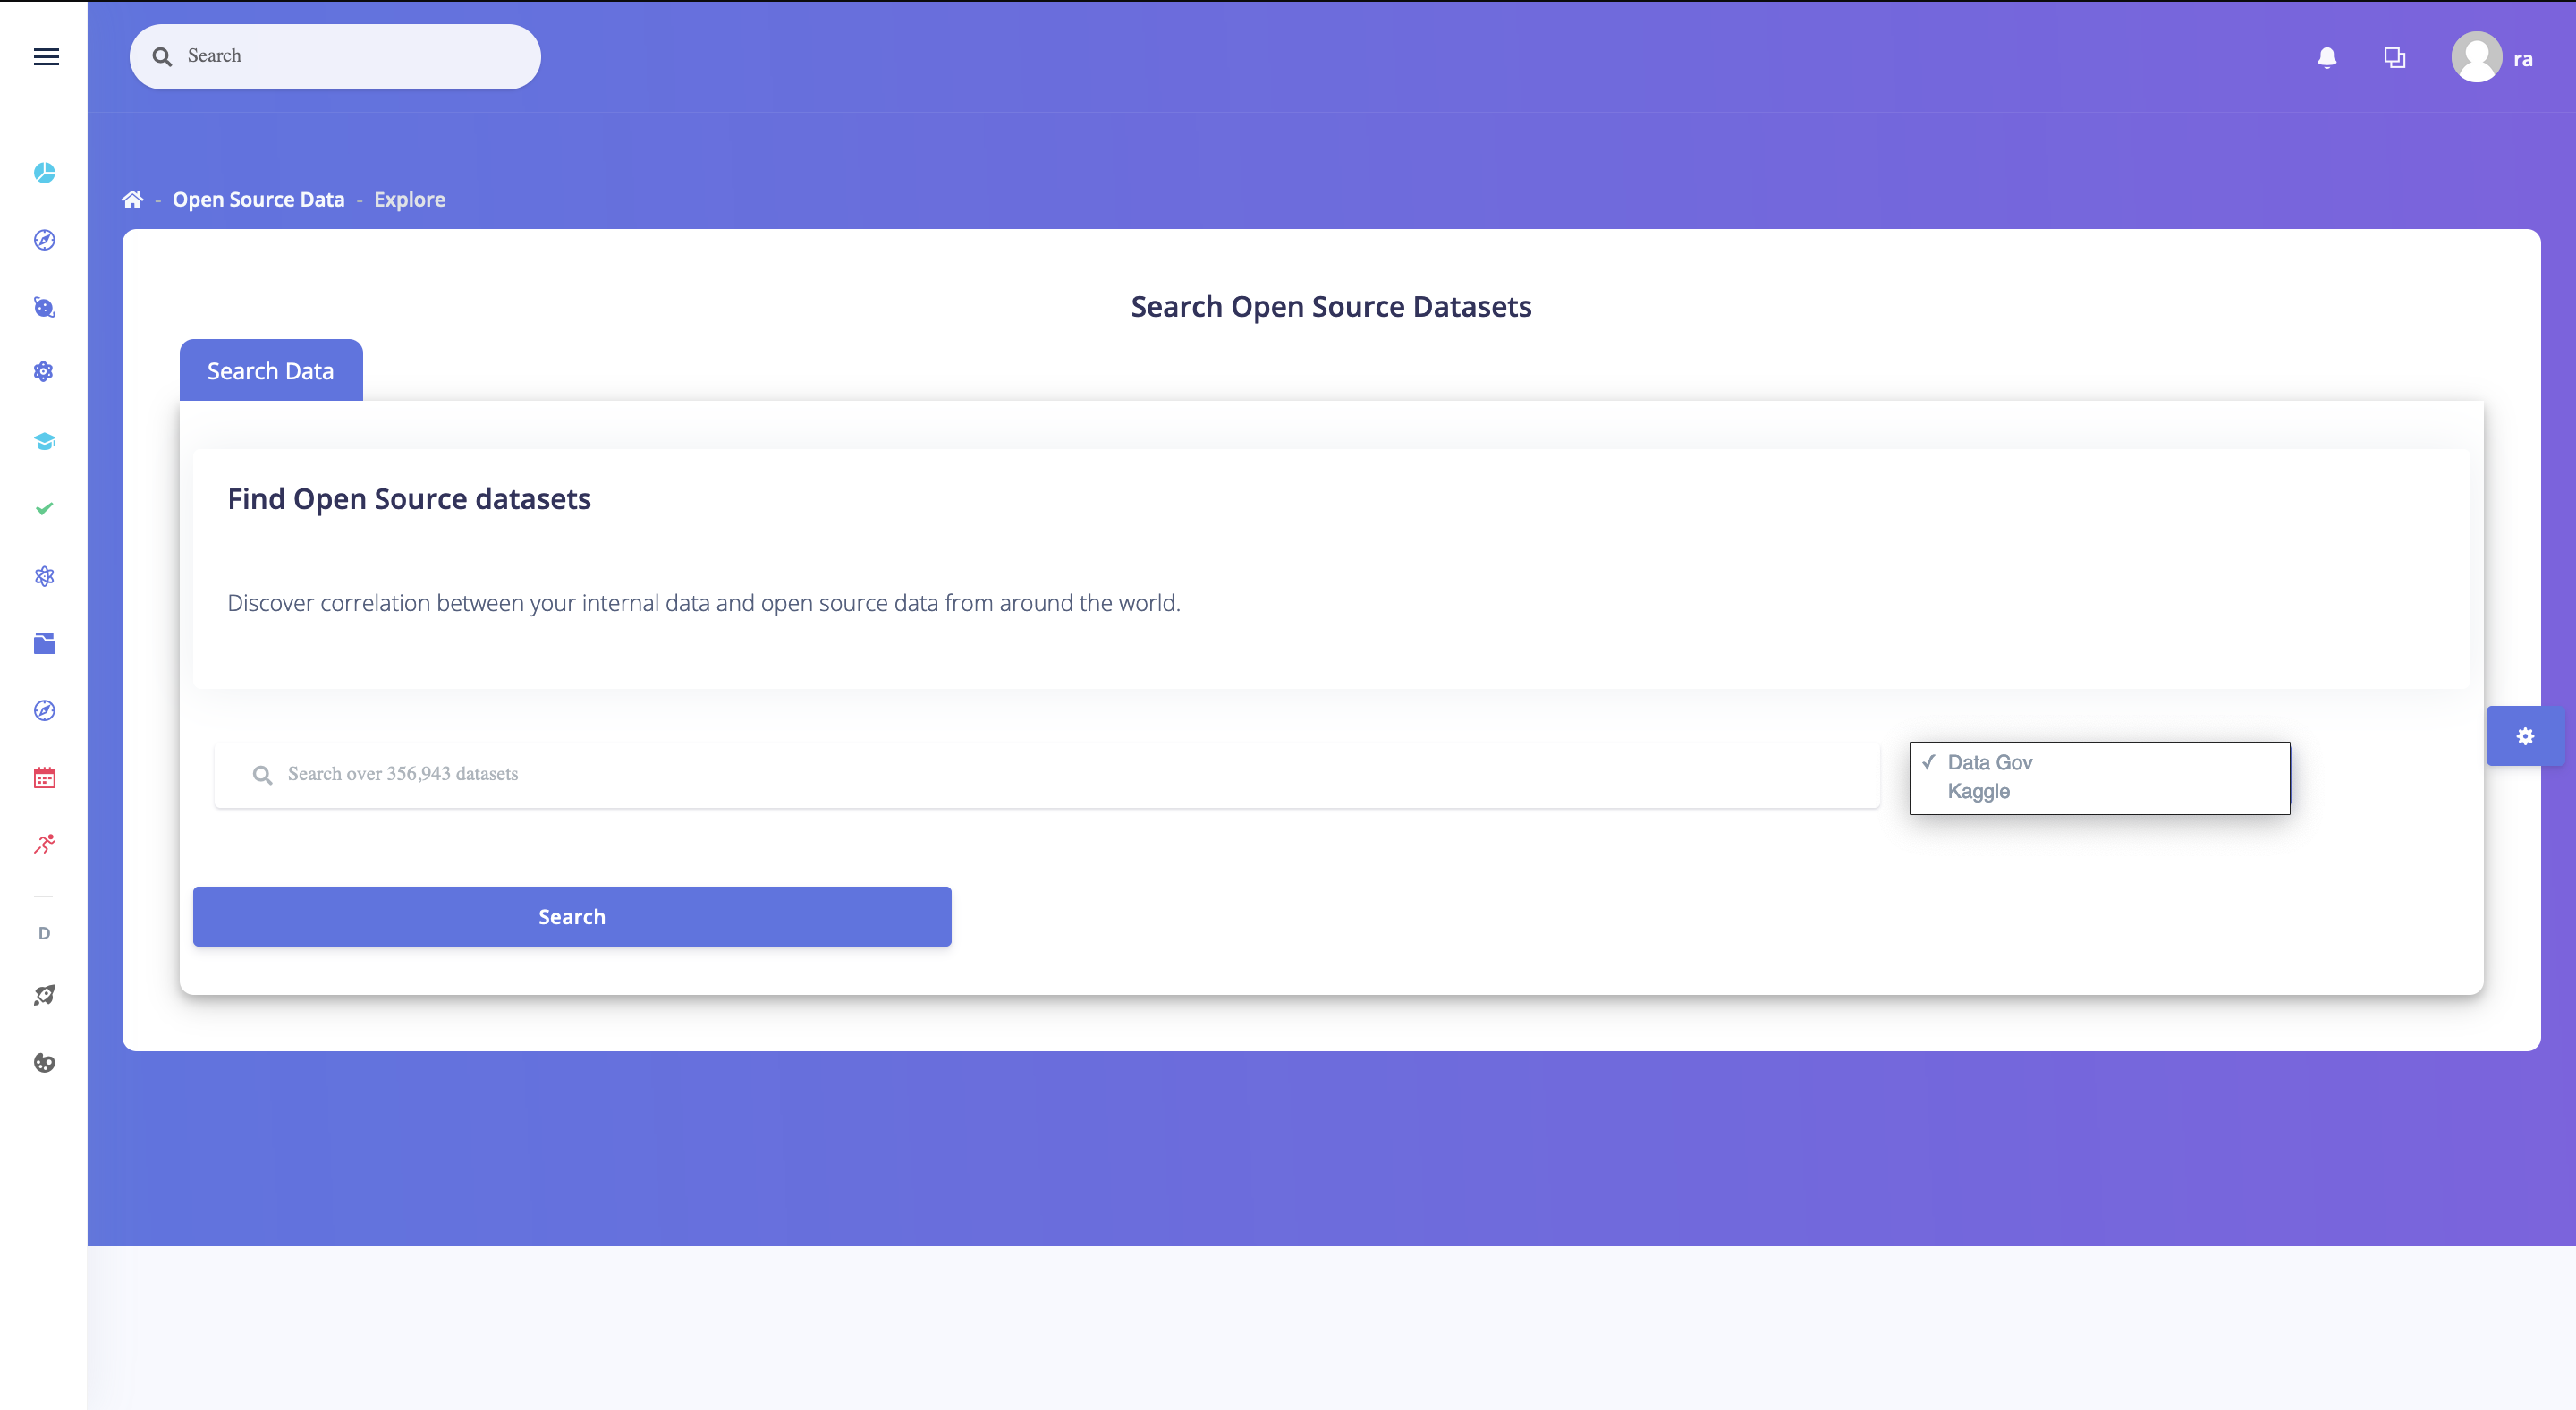 Search
ra
- Open Source Data - Explore
Search Open Source Datasets
Search Data
Find Open Source datasets
Discover correlation between your internal data and open source data from around the world.
Search over 356,943 datasets
✓ Data Gov
Kaggle
Search
D